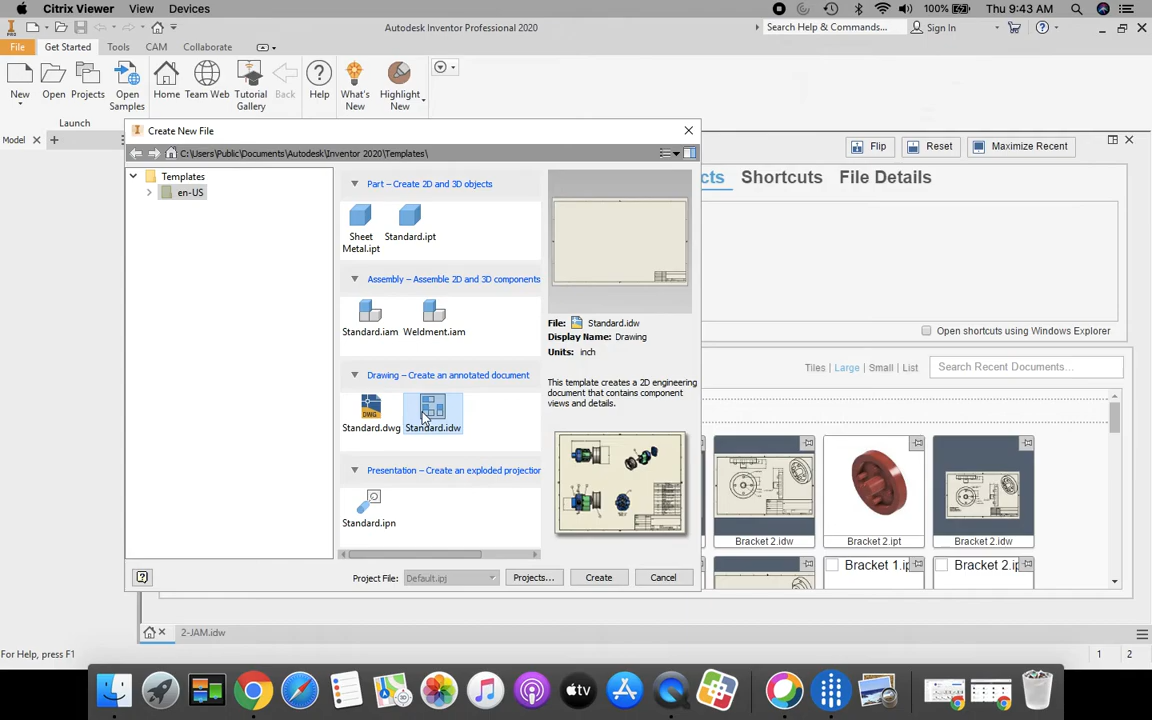 Citrix Viewer View Devices 100% Thu 9:43 AM
Autodesk Inventor Professional 2020 Search Help & Commands... Sign In
File Get Started Tools CAM Collaborate
New Open Projects Open Samples Home Team Web Tutorial Gallery Back Help What's New Highlight New
Launch
Model
Create New File
C:\Users\Public\Documents\Autodesk\Inventor 2020\Templates\
Flip Reset Maximize Recent
Templates
en-US
Part – Create 2D and 3D objects
Shortcuts File Details
Sheet Metal.ipt Standard.ipt
Assembly – Assemble 2D and 3D components
Standard.iam Weldment.iam
File: Standard.idw
Display Name: Drawing
Units: inch
Open shortcuts using Windows Explorer
Drawing – Create an annotated document
This template creates a 2D engineering
document that contains component
views and details.
Tiles Large Small List Search Recent Documents...
DWG
Standard.dwg Standard.idw
Presentation – Create an exploded projection
Standard.ipn
Bracket 2.idw Bracket 2.ipt Bracket 2.idw
Bracket 1.ip Bracket 2.i
Project File: Default.ipj Projects... Create Cancel
2-JAM.idw
For Help, press F1 1 2
tv